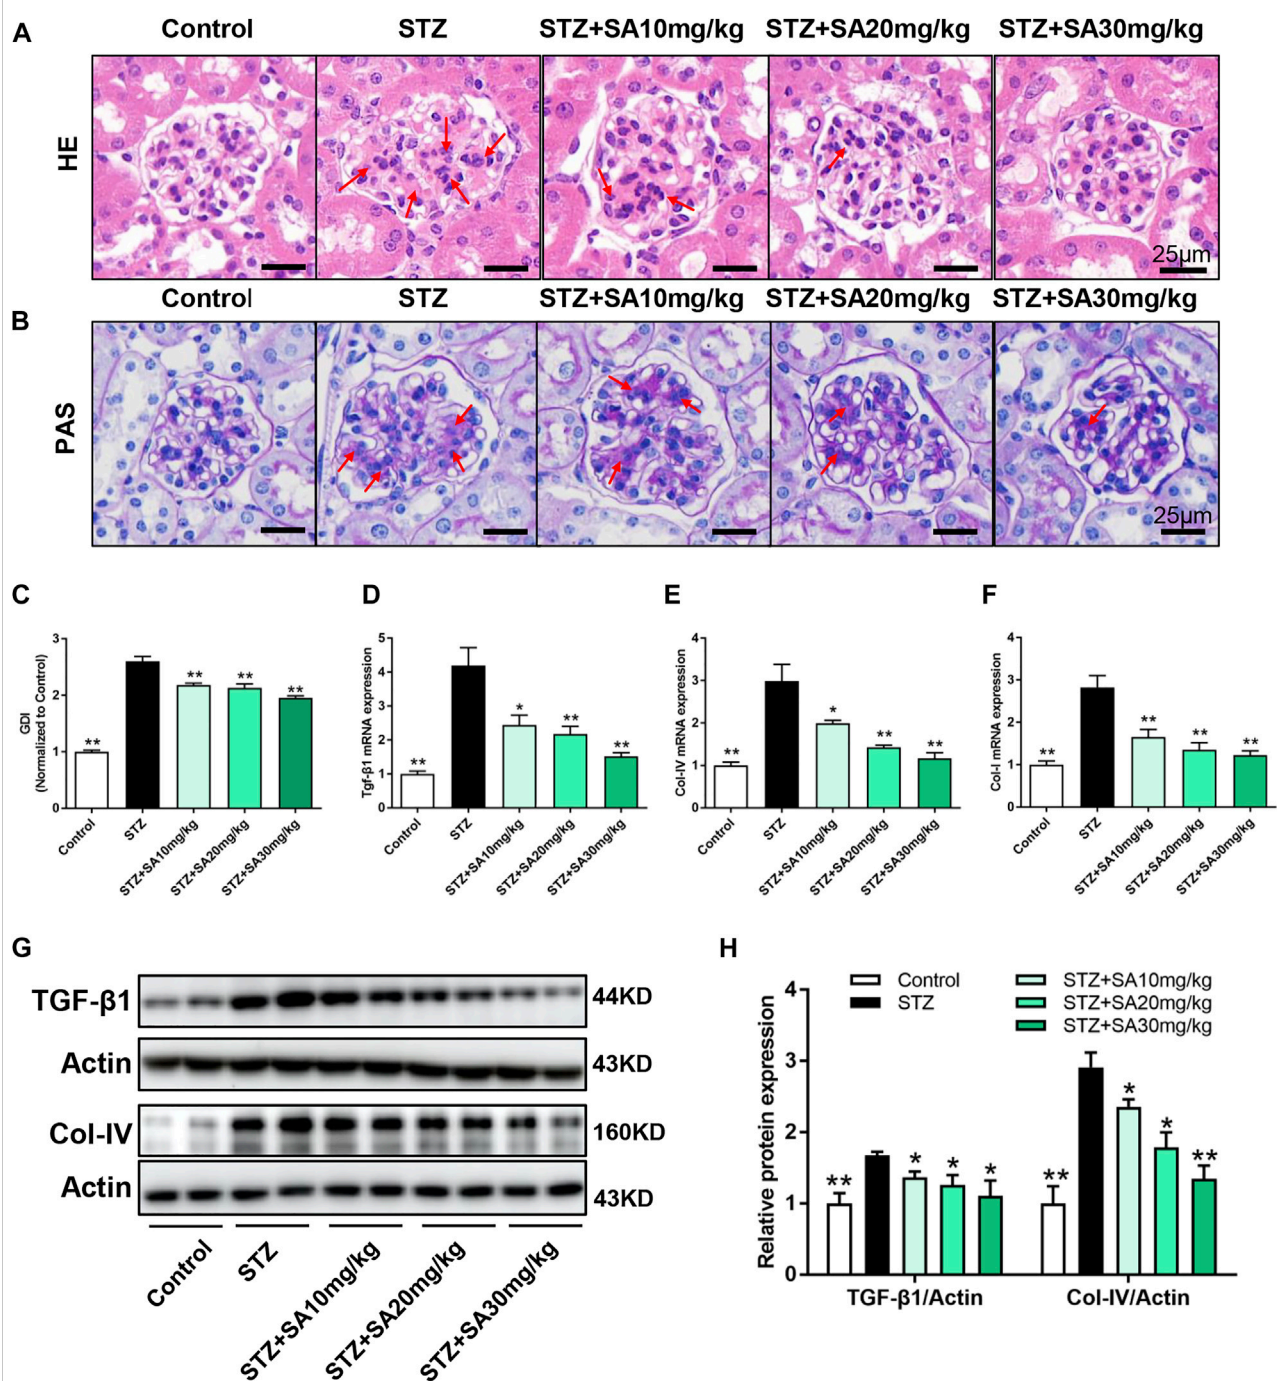 A
Control STZ STZ+SA10mg/kg STZ+SA20mg/kg STZ+SA30mg/kg
HE
25μm
Control STZ STZ+SA10mg/kg STZ+SA20mg/kg STZ+SA30mg/kg
B
PAS
25μm
C
GDI
(Normalized to Control)
3
2
1
0
**
** ** **
Control STZ STZ+SA10mg/kg STZ+SA20mg/kg STZ+SA30mg/kg
D
Tgf-β1 mRNA expression
5
4
3
2
1
0
**
* ** **
Control STZ STZ+SA10mg/kg STZ+SA20mg/kg STZ+SA30mg/kg
E
Col-IV mRNA expression
4
3
2
1
0
**
* ** **
Control STZ STZ+SA10mg/kg STZ+SA20mg/kg STZ+SA30mg/kg
F
Col-I mRNA expression
4
3
2
1
0
**
** ** **
Control STZ STZ+SA10mg/kg STZ+SA20mg/kg STZ+SA30mg/kg
G
TGF-β1 44KD
Actin 43KD
Col-IV 160KD
Actin 43KD
Control STZ STZ+SA10mg/kg STZ+SA20mg/kg STZ+SA30mg/kg
H
Control STZ+SA10mg/kg
STZ STZ+SA20mg/kg
STZ+SA30mg/kg
Relative protein expression
4
3
2
1
0
** * * *
** * * **
TGF-β1/Actin Col-IV/Actin